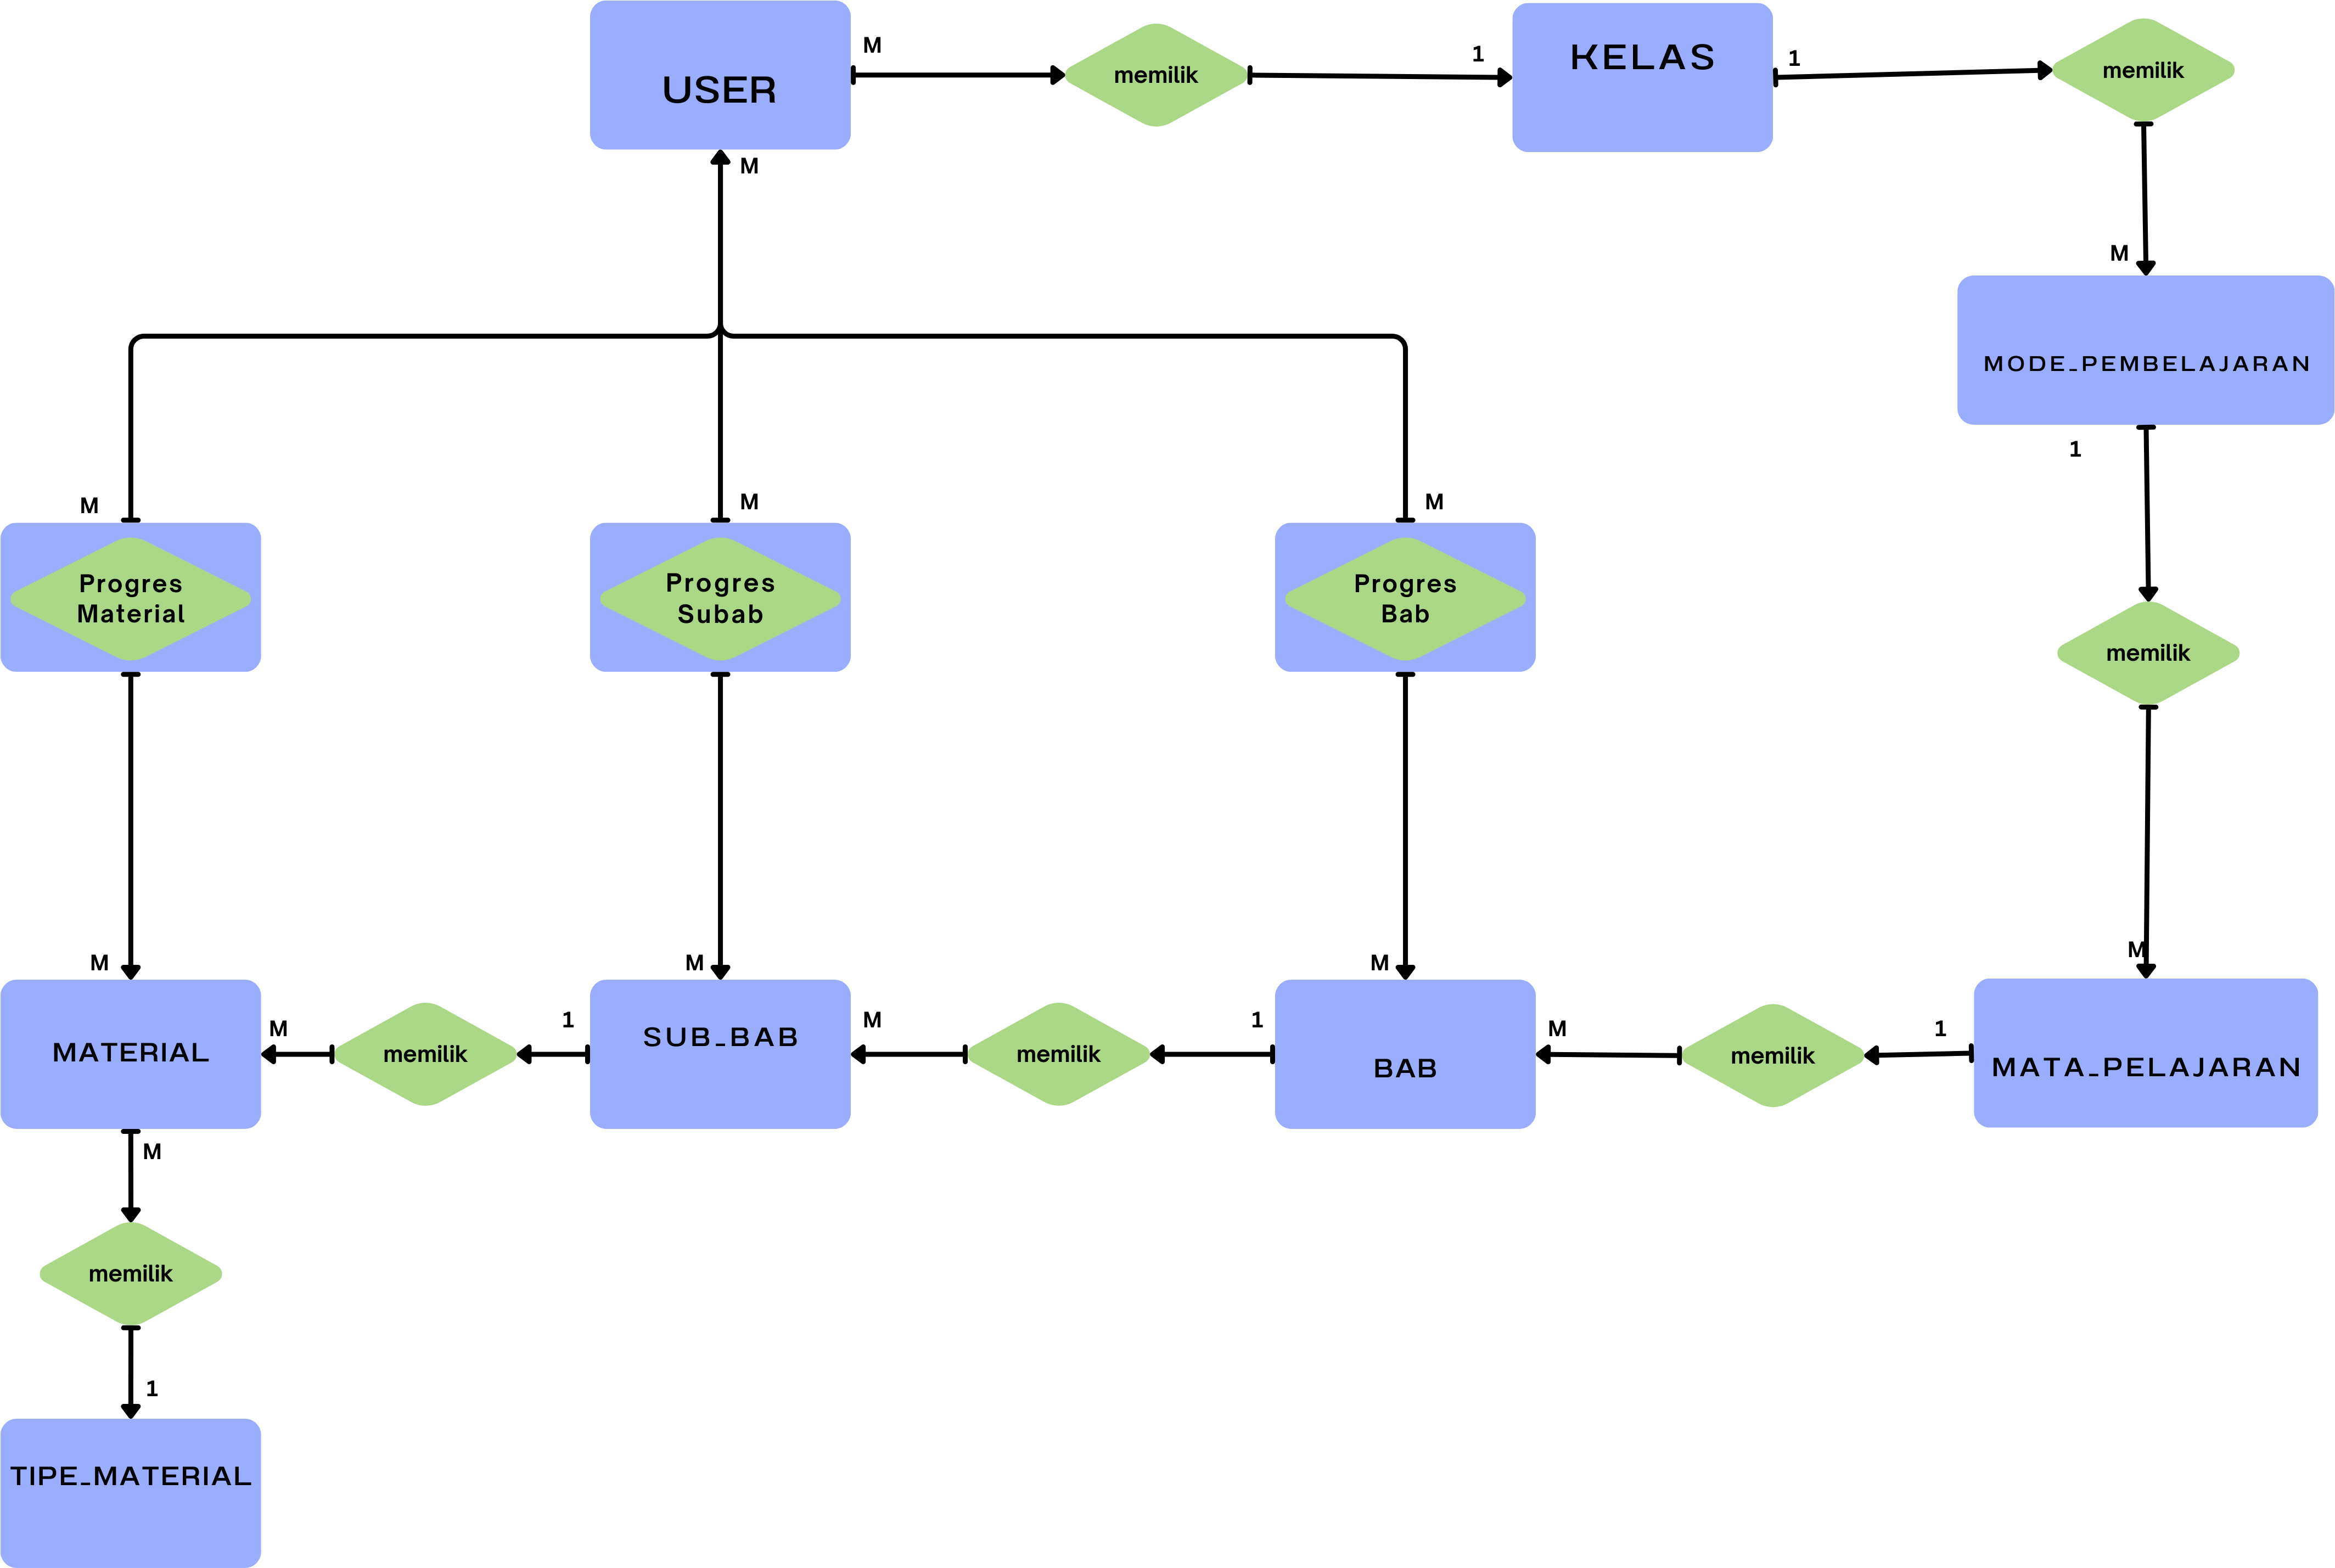 M
memilik
1
KELAS
1
memilik
USER
M
M
MODE_PEMBELAJARAN
1
M
M
M
Progres
Material
Progres
Subab
Progres
Bab
memilik
M
M
M
M
MATERIAL
M
memilik
1
SUB_BAB
M
memilik
1
BAB
M
memilik
1
MATA_PELAJARAN
M
memilik
1
TIPE_MATERIAL